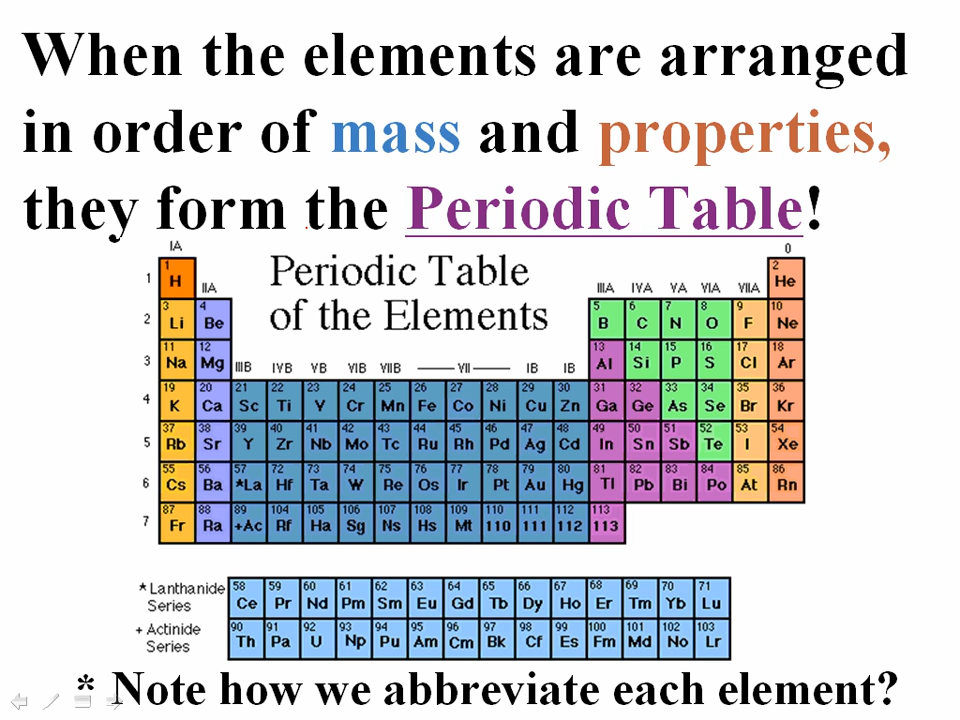 When the elements are arranged
in order of mass and properties,
they form the Periodic Table!
IA 0
1 1 H Periodic Table 2 He
IIA IIIA IVA VA VIA VIIA
2 3 Li 4 Be of the Elements 5 B 6 C 7 N 8 O 9 F 10 Ne
3 11 Na 12 Mg 13 Al 14 Si 15 P 16 S 17 Cl 18 Ar
IIIB IVB VB VIB VIIB VII IB IB
4 19 K 20 Ca 21 Sc 22 Ti 23 V 24 Cr 25 Mn 26 Fe 27 Co 28 Ni 29 Cu 30 Zn 31 Ga 32 Ge 33 As 34 Se 35 Br 36 Kr
5 37 Rb 38 Sr 39 Y 40 Zr 41 Nb 42 Mo 43 Tc 44 Ru 45 Rh 46 Pd 47 Ag 48 Cd 49 In 50 Sn 51 Sb 52 Te 53 I 54 Xe
6 55 Cs 56 Ba 57 *La 72 Hf 73 Ta 74 W 75 Re 76 Os 77 Ir 78 Pt 79 Au 80 Hg 81 Tl 82 Pb 83 Bi 84 Po 85 At 86 Rn
7 87 Fr 88 Ra 89 +Ac 104 Rf 105 Ha 106 Sg 107 Ns 108 Hs 109 Mt 110 110 111 111 112 112 113 113
* Lanthanide Series 58 Ce 59 Pr 60 Nd 61 Pm 62 Sm 63 Eu 64 Gd 65 Tb 66 Dy 67 Ho 68 Er 69 Tm 70 Yb 71 Lu
+ Actinide Series 90 Th 91 Pa 92 U 93 Np 94 Pu 95 Am 96 Cm 97 Bk 98 Cf 99 Es 100 Fm 101 Md 102 No 103 Lr
* Note how we abbreviate each element?